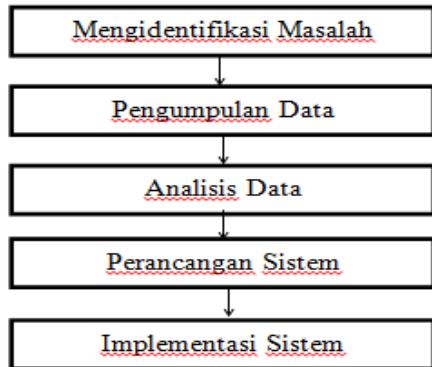 Mengidentifikasi Masalah
Pengumpulan Data
Analisis Data
Perancangan Sistem
Implementasi Sistem